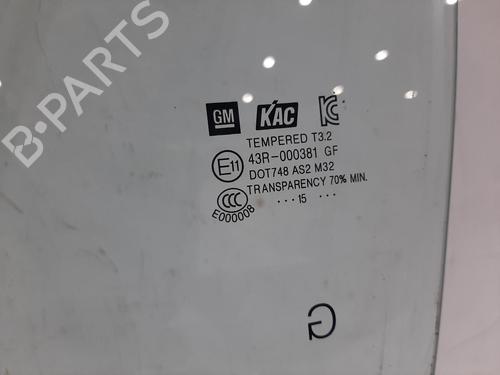 B-PARTS
GM KAC KC
TEMPERED T3.2
E11 43R-000381 GF
DOT748 AS2 M32
CCC TRANSPARENCY 70% MIN.
E000008
··· 15 ···
G